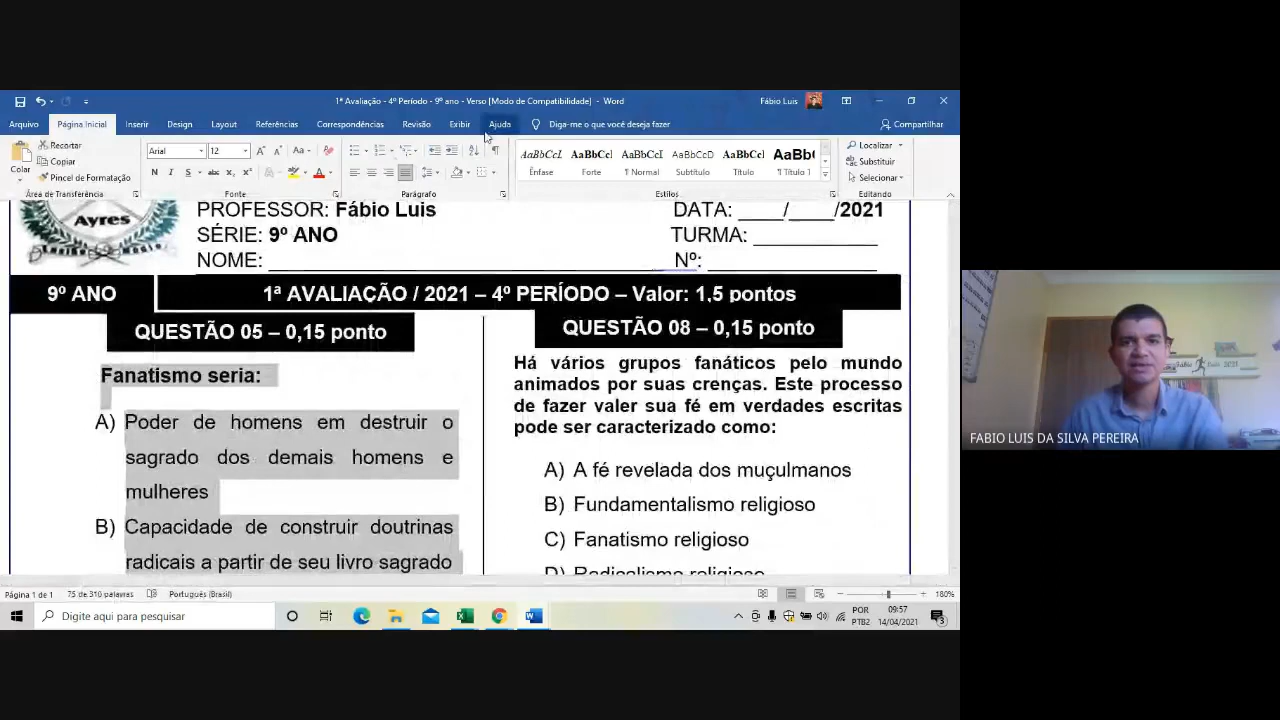 1ª Avaliação - 4º Período - 9º ano - Verso [Modo de Compatibilidade] - Word
Fábio Luis
Arquivo Página Inicial Inserir Design Layout Referências Correspondências Revisão Exibir Ajuda Diga-me o que você deseja fazer Compartilhar
Colar
Recortar
Copiar
Pincel de Formatação
Área de Transferência
Arial 12
N I S
Fonte
Parágrafo
AaBbCcI AaBbCcI AaBbCcI AaBbCcD AaBbCcI AaBb(
Ênfase Forte ¶ Normal Subtítulo Título ¶ Título 1
Estilos
Localizar
Substituir
Selecionar
Editando
Ayres
PROFESSOR: Fábio Luis DATA: ____/____/2021
SÉRIE: 9º ANO TURMA: ___________
NOME: ____________________________________ Nº: ______________
9º ANO 1ª AVALIAÇÃO / 2021 – 4º PERÍODO – Valor: 1,5 pontos
QUESTÃO 05 – 0,15 ponto
Fanatismo seria:
A) Poder de homens em destruir o
sagrado dos demais homens e
mulheres
B) Capacidade de construir doutrinas
radicais a partir de seu livro sagrado
QUESTÃO 08 – 0,15 ponto
Há vários grupos fanáticos pelo mundo
animados por suas crenças. Este processo
de fazer valer sua fé em verdades escritas
pode ser caracterizado como:
A) A fé revelada dos muçulmanos
B) Fundamentalismo religioso
C) Fanatismo religioso
D) Radicalismo religioso
Página 1 de 1 75 de 310 palavras Português (Brasil) 180%
Digite aqui para pesquisar
POR
PTB2
09:57
14/04/2021
3
Fábio Luis 2021
FABIO LUIS DA SILVA PEREIRA